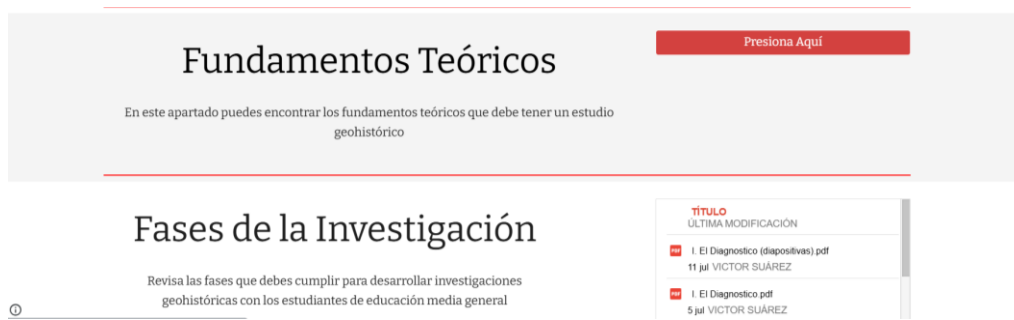 Fundamentos Teóricos
Presiona Aquí
En este apartado puedes encontrar los fundamentos teóricos que debe tener un estudio
geohistórico
Fases de la Investigación
Revisa las fases que debes cumplir para desarrollar investigaciones
geohistóricas con los estudiantes de educación media general
TÍTULO
ÚLTIMA MODIFICACIÓN
PDF I. El Diagnostico (diapositivas).pdf
11 jul VICTOR SUÁREZ
PDF I. El Diagnostico.pdf
5 jul VICTOR SUÁREZ